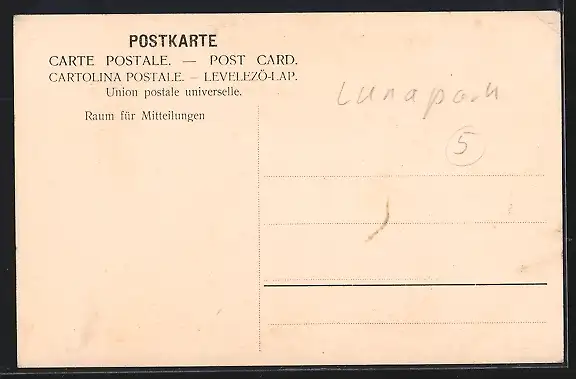 POSTKARTE
CARTE POSTALE. — POST CARD.
CARTOLINA POSTALE. – LEVELEZÖ-LAP.
Union postale universelle.
Raum für Mitteilungen
Lunapark
5